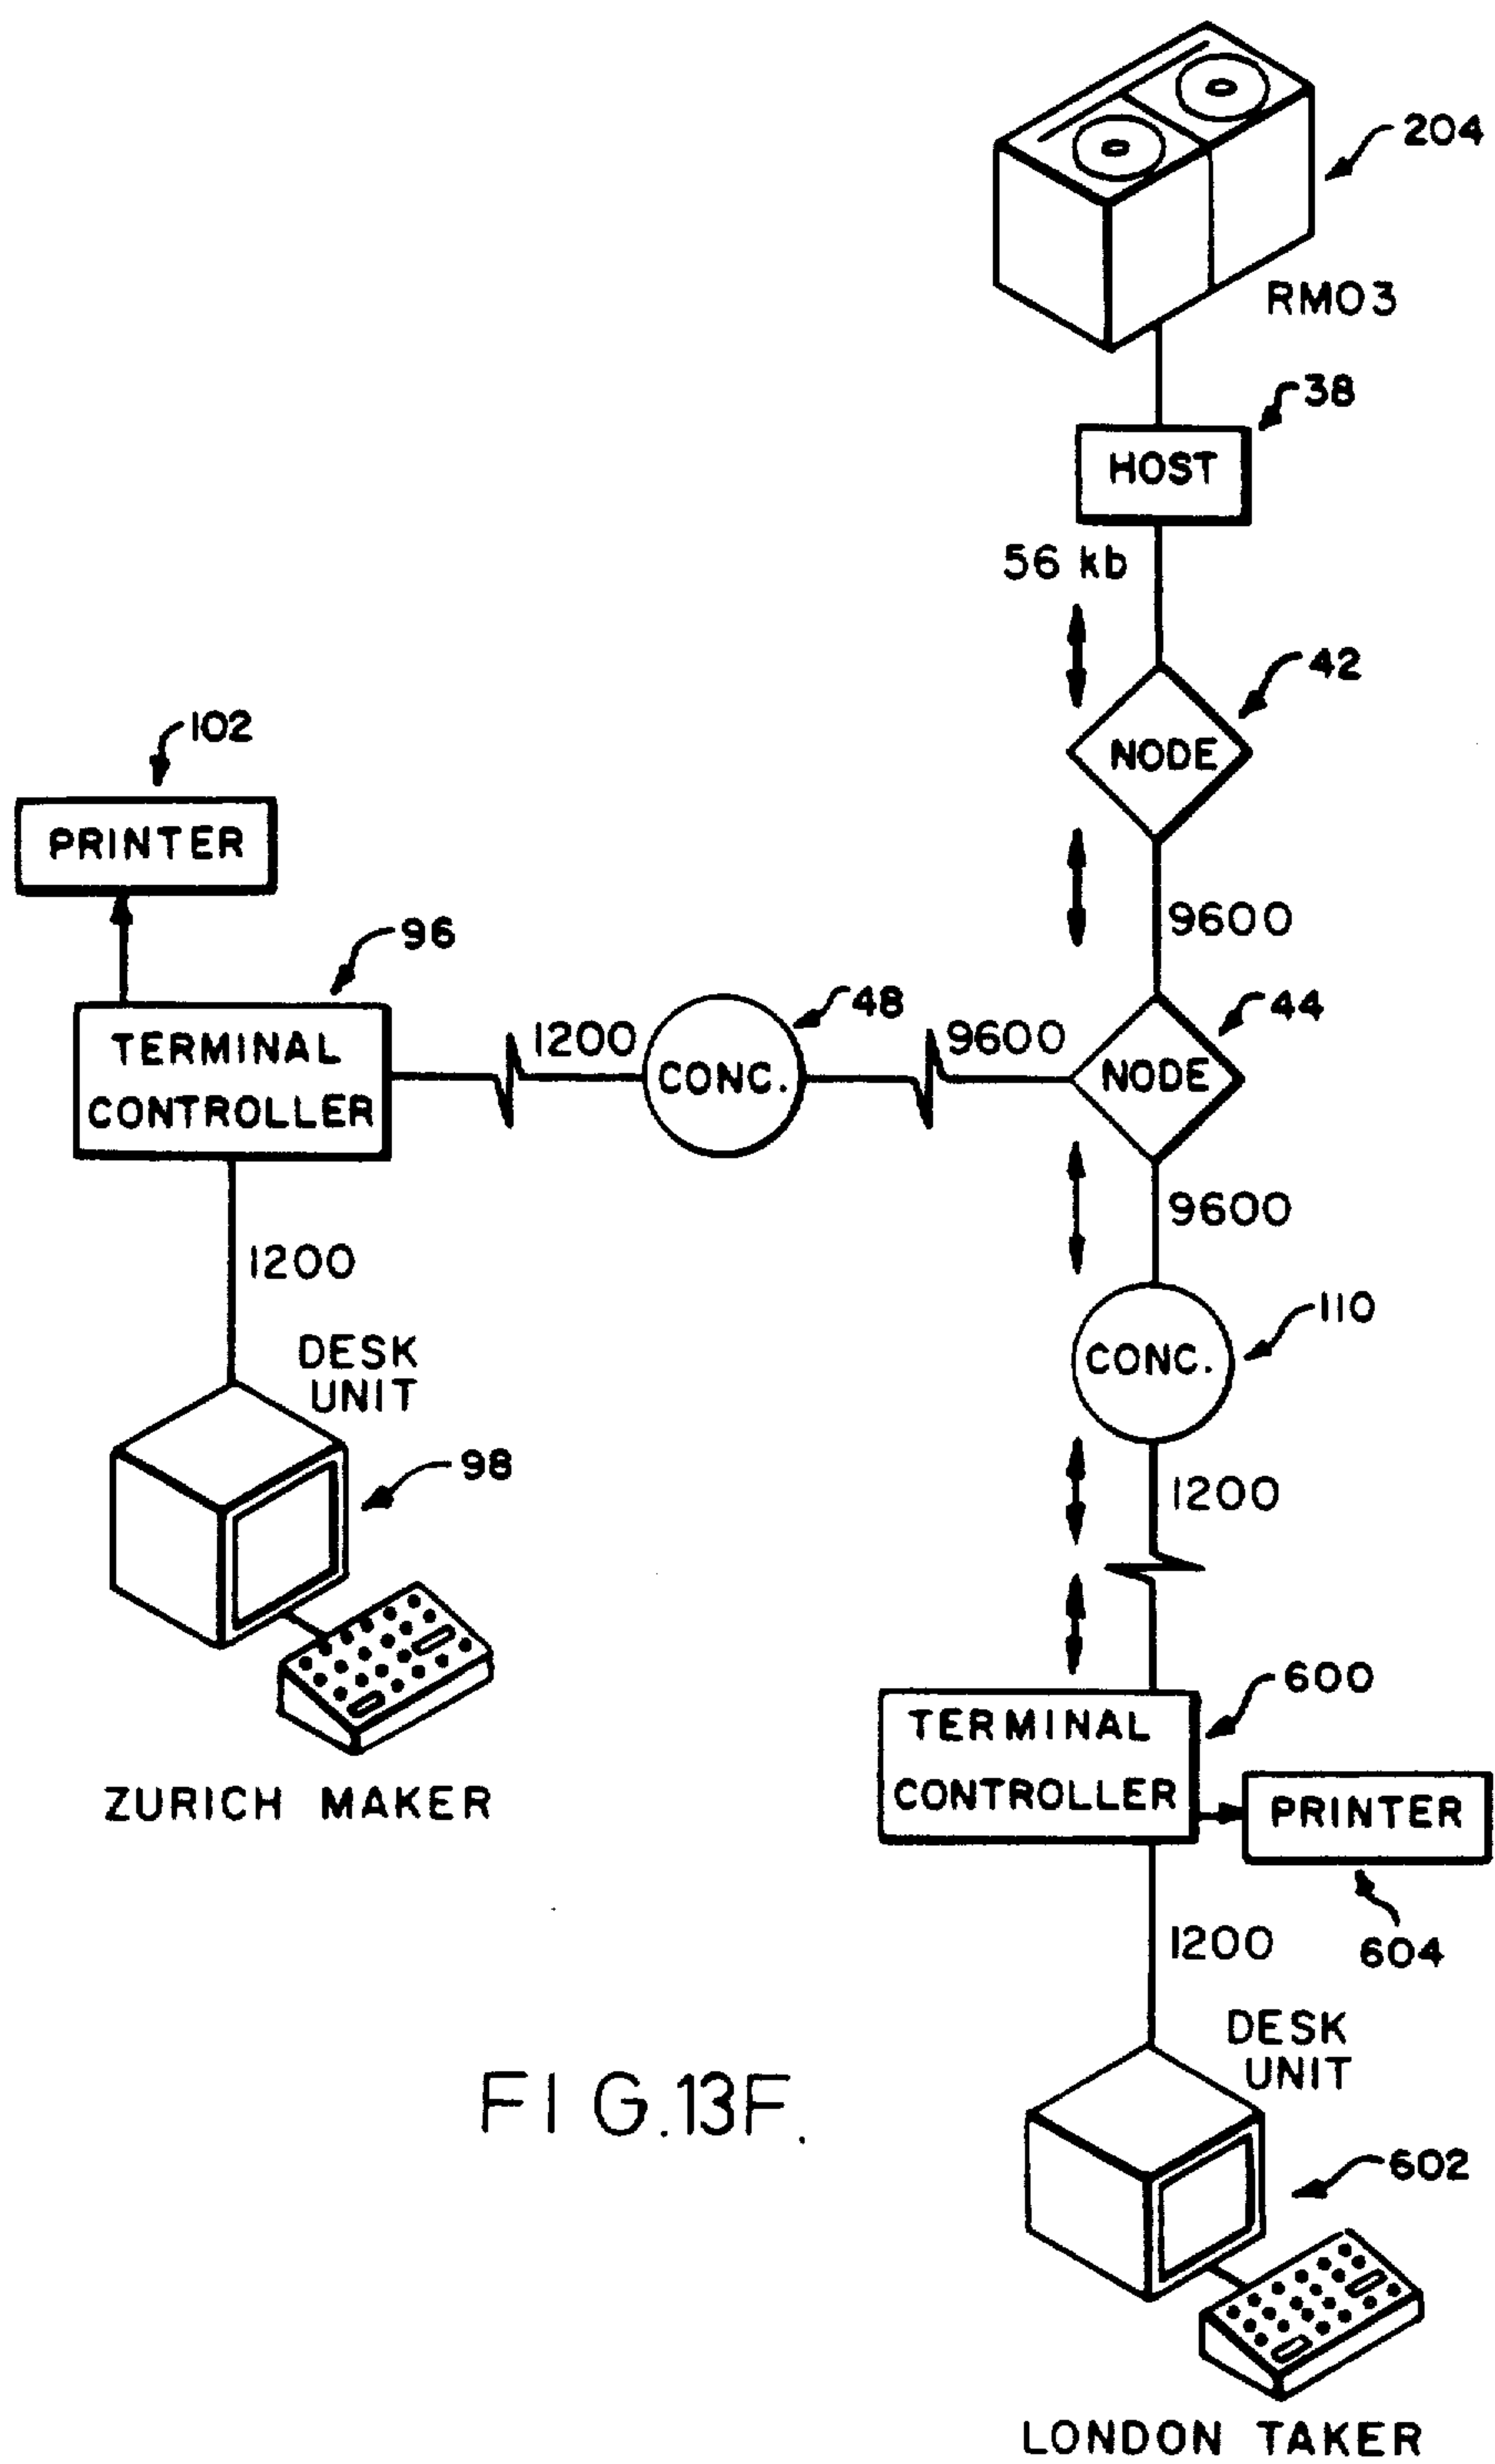 204
RM03
38
HOST
56 kb
42
NODE
102
PRINTER
9600
96
48
44
TERMINAL
CONTROLLER
1200
CONC.
9600
NODE
9600
1200
110
CONC.
DESK
UNIT
98
1200
600
TERMINAL
CONTROLLER
PRINTER
604
ZURICH MAKER
1200
DESK
UNIT
FIG.13F.
602
LONDON TAKER